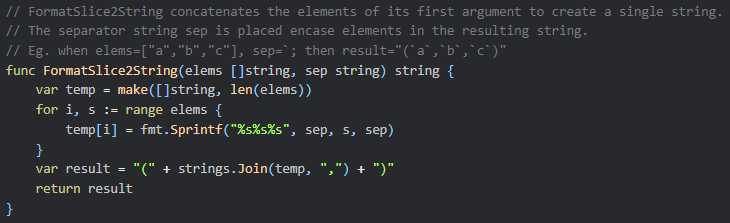 // FormatSlice2String concatenates the elements of its first argument to create a single string.
// The separator string sep is placed encase elements in the resulting string.
// Eg. when elems=["a","b","c"], sep=`; then result="(`a`,`b`,`c`)"
func FormatSlice2String(elems []string, sep string) string {
    var temp = make([]string, len(elems))
    for i, s := range elems {
        temp[i] = fmt.Sprintf("%s%s%s", sep, s, sep)
    }
    var result = "(" + strings.Join(temp, ",") + ")"
    return result
}